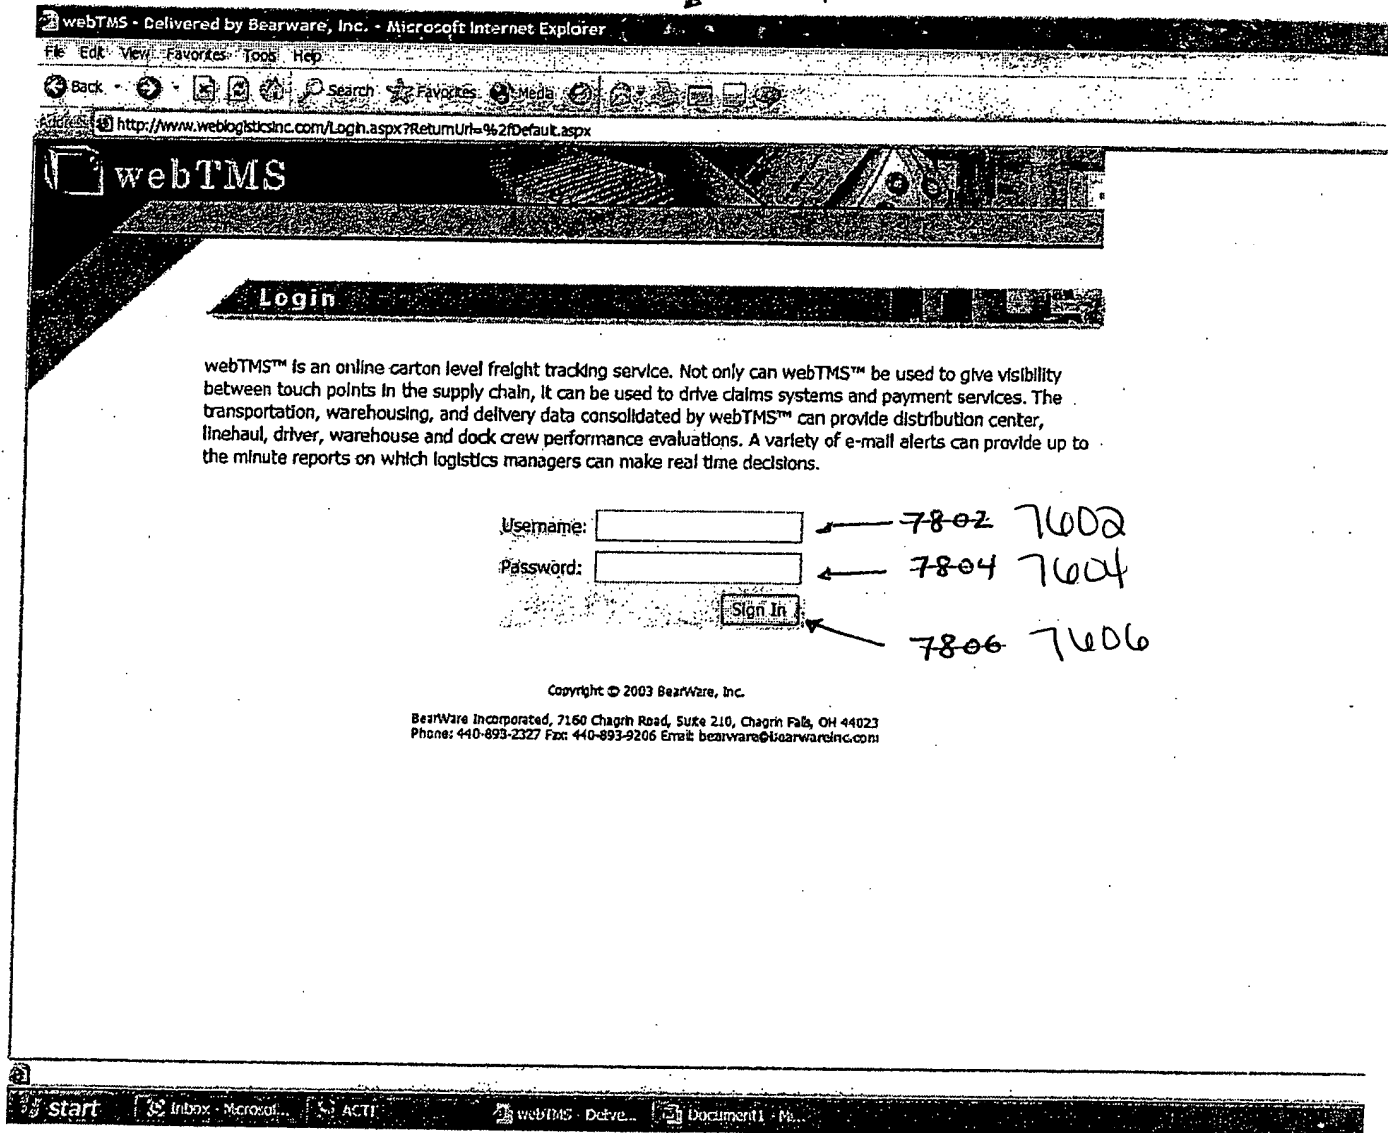 webTMS - Delivered by Bearware, Inc. - Microsoft Internet Explorer
File Edit View Favorites Tools Help
Back Search Favorites Media
Address http://www.weblogisticsinc.com/Login.aspx?ReturnUrl=%2fDefault.aspx
webTMS
Login
webTMS™ is an online carton level freight tracking service. Not only can webTMS™ be used to give visibility
between touch points in the supply chain, it can be used to drive claims systems and payment services. The
transportation, warehousing, and delivery data consolidated by webTMS™ can provide distribution center,
linehaul, driver, warehouse and dock crew performance evaluations. A variety of e-mail alerts can provide up to
the minute reports on which logistics managers can make real time decisions.
Username: 7802 7602
Password: 7804 7604
Sign In 7806 7606
Copyright © 2003 BearWare, Inc.
BearWare Incorporated, 7160 Chagrin Road, Suite 210, Chagrin Falls, OH 44023
Phone: 440-893-2327 Fax: 440-893-9206 Email: bearware@bearwareinc.com
start Inbox - Microsof... ACT! webTMS - Delive... Document1 - M...